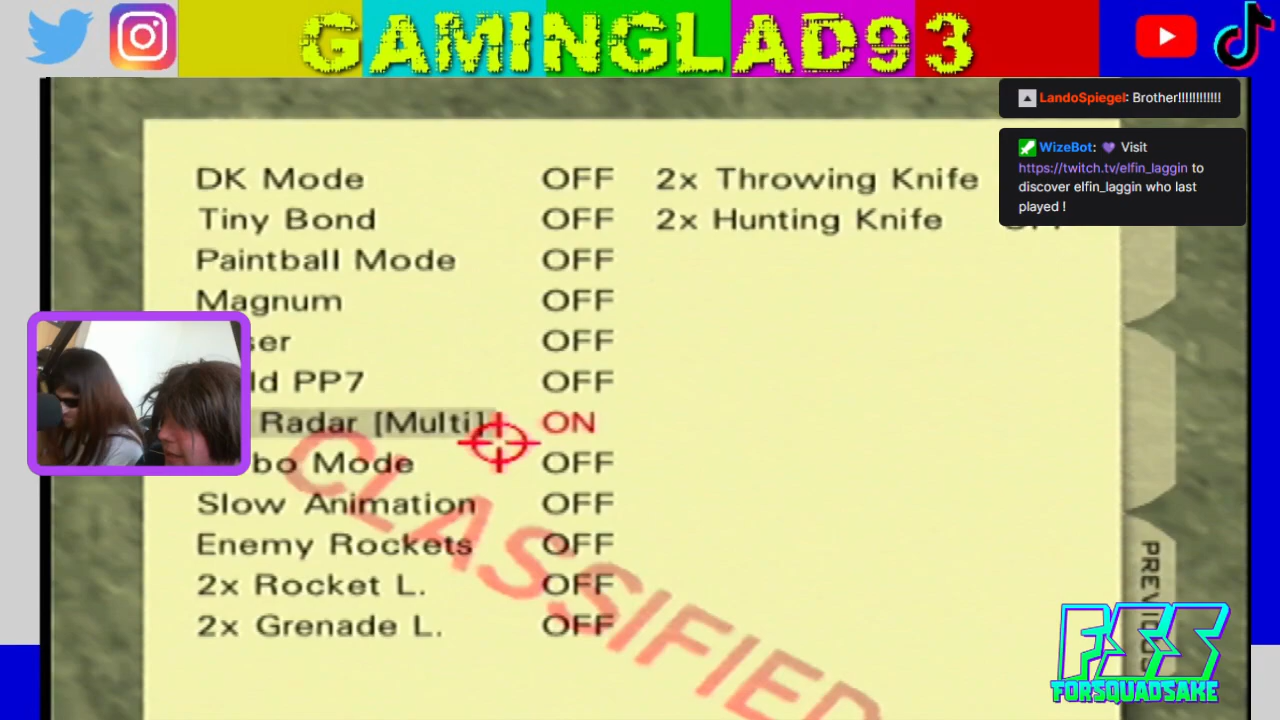 GAMINGLAD93
LandoSpiegel: Brother!!!!!!!!!!!!
WizeBot: 💜 Visit
https://twitch.tv/elfin_laggin to
discover elfin_laggin who last
played !
DK Mode OFF 2x Throwing Knife
Tiny Bond OFF 2x Hunting Knife OFF
Paintball Mode OFF
Magnum OFF
ser OFF
ld PP7 OFF
Radar [Multi] ON
bo Mode OFF
Slow Animation OFF
Enemy Rockets OFF
2x Rocket L. OFF
2x Grenade L. OFF
CLASSIFIED
PREVIOUS
FSS
FORSQUADSAKE